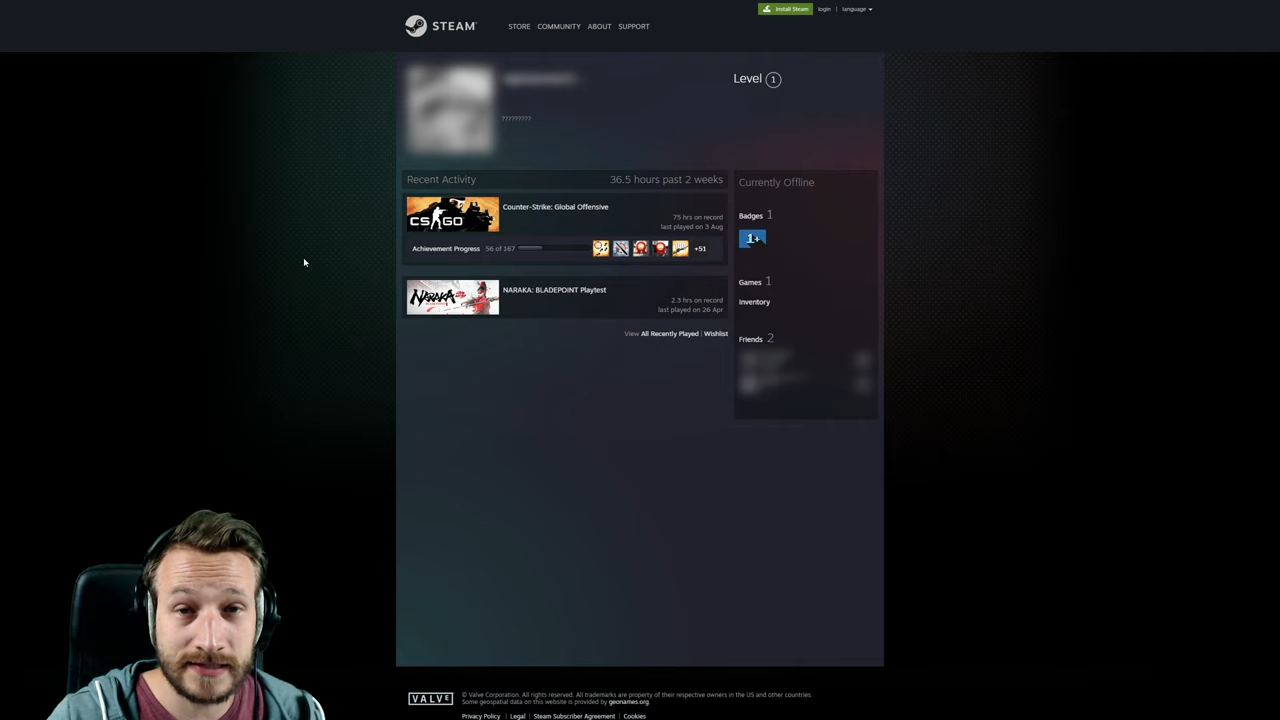 Install Steam login | language
STEAM STORE COMMUNITY ABOUT SUPPORT
Level 1
?????????
Recent Activity 36.5 hours past 2 weeks
CS GO
Counter-Strike: Global Offensive
75 hrs on record
last played on 3 Aug
Achievement Progress 56 of 167 +51
NARAKA
NARAKA: BLADEPOINT Playtest
2.3 hrs on record
last played on 26 Apr
View All Recently Played | Wishlist
Currently Offline
Badges 1
1+
Games 1
Inventory
Friends 2
VALVE
© Valve Corporation. All rights reserved. All trademarks are property of their respective owners in the US and other countries.
Some geospatial data on this website is provided by geonames.org.
Privacy Policy | Legal | Steam Subscriber Agreement | Cookies